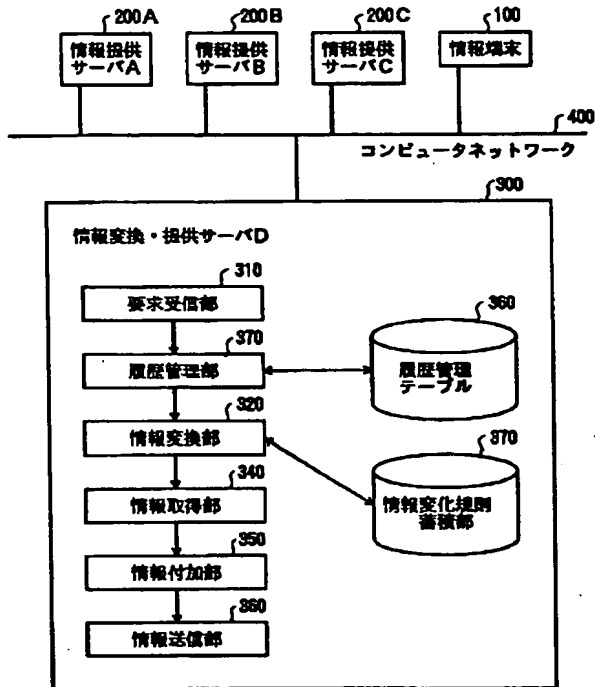 200A
200B
200C
100
情報提供
サーバA
情報提供
サーバB
情報提供
サーバC
情報端末
400
コンピュータネットワーク
300
情報変換・提供サーバD
310
要求受信部
370
履歴管理部
360
履歴管理
テーブル
320
情報変換部
370
情報変化規則
蓄積部
340
情報取得部
350
情報付加部
360
情報送信部